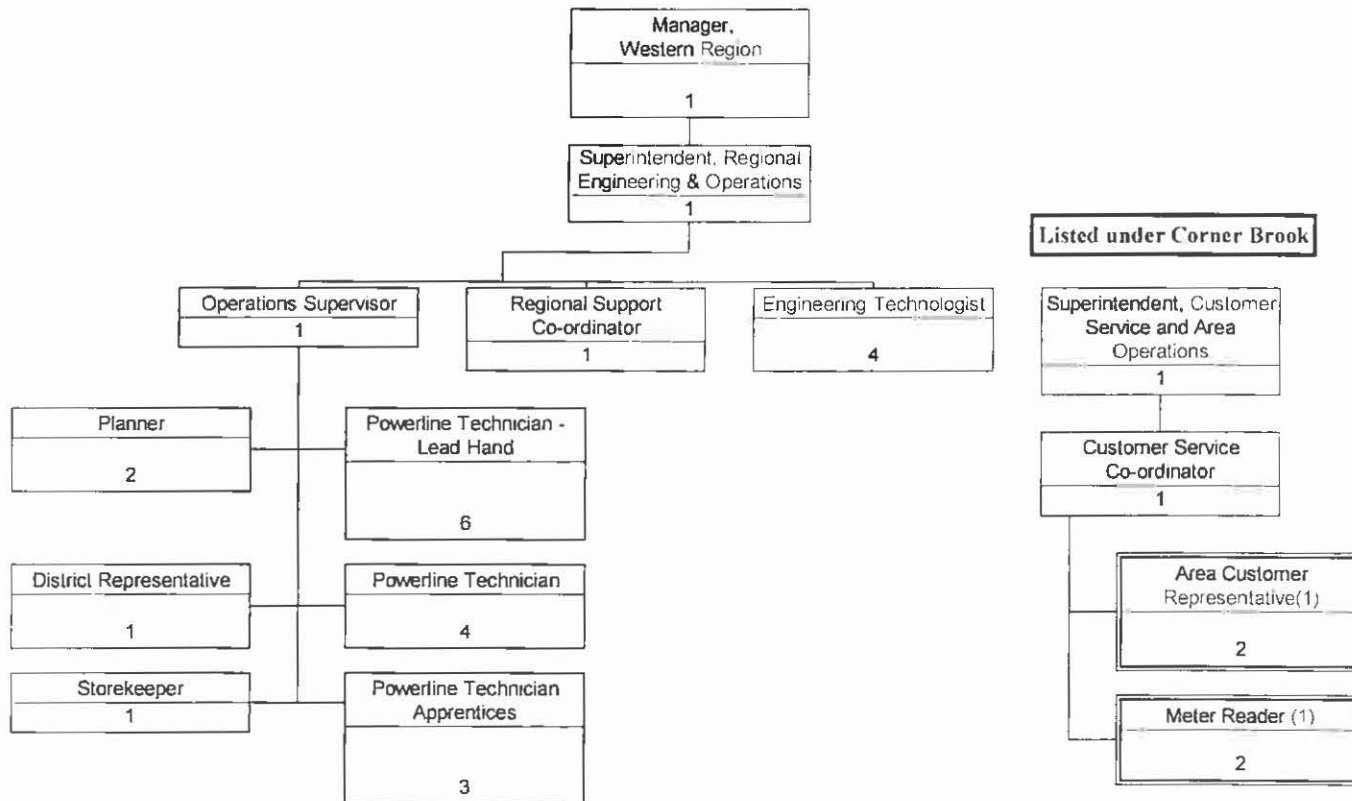 Manager,
Western Region
1
Superintendent, Regional
Engineering & Operations
1
Listed under Corner Brook
Operations Supervisor
1
Regional Support
Co-ordinator
1
Engineering Technologist
4
Superintendent, Customer
Service and Area
Operations
1
Planner
2
Powerline Technician -
Lead Hand
6
Customer Service
Co-ordinator
1
District Representative
1
Powerline Technician
4
Area Customer
Representative(1)
2
Storekeeper
1
Powerline Technician
Apprentices
3
Meter Reader (1)
2